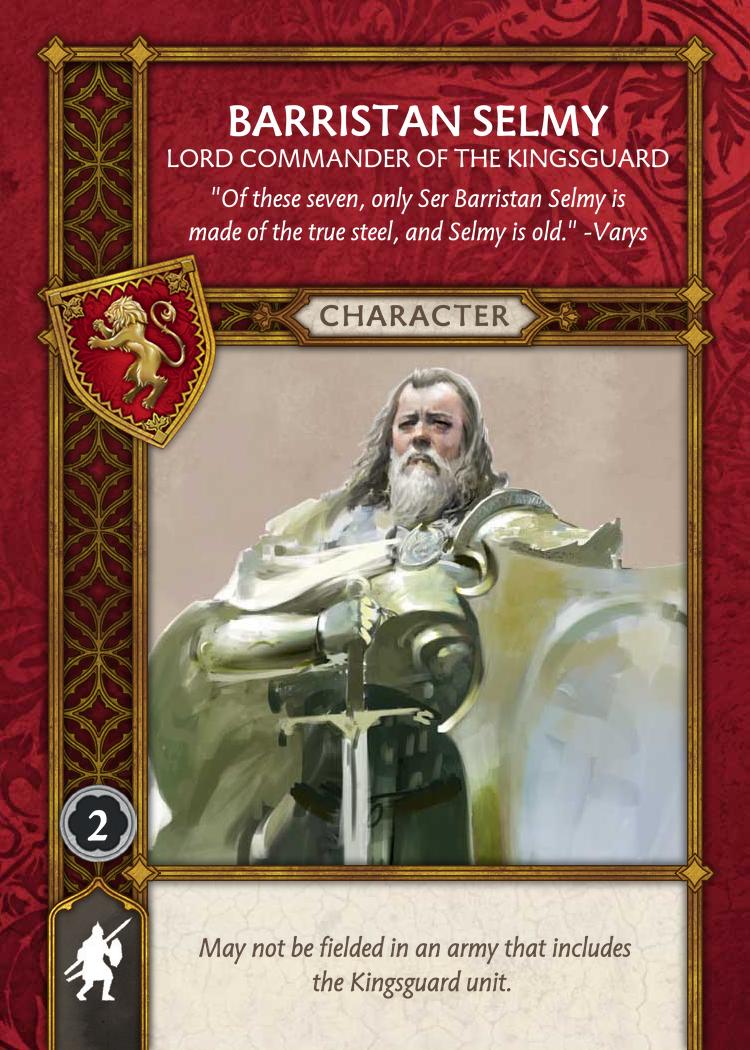 BARRISTAN SELMY
LORD COMMANDER OF THE KINGSGUARD
"Of these seven, only Ser Barristan Selmy is
made of the true steel, and Selmy is old." -Varys
CHARACTER
2
May not be fielded in an army that includes
the Kingsguard unit.